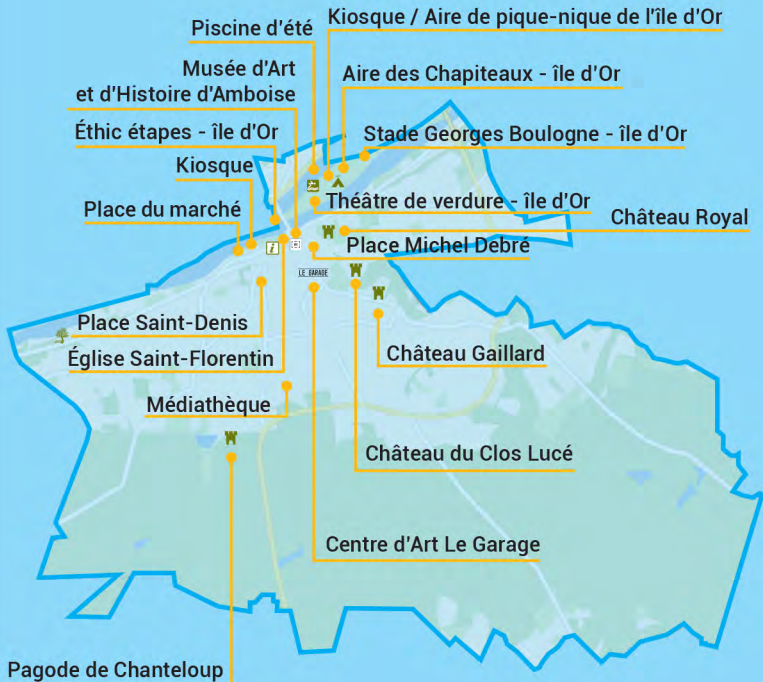 Kiosque / Aire de pique-nique de l'île d'Or
Piscine d'été
Musée d'Art
et d'Histoire d'Amboise
Aire des Chapiteaux - île d'Or
Éthic étapes - île d'Or
Stade Georges Boulogne - île d'Or
Kiosque
Théâtre de verdure - île d'Or
Place du marché
Château Royal
Place Michel Debré
i
LE GARAGE
Place Saint-Denis
Église Saint-Florentin
Château Gaillard
Médiathèque
Château du Clos Lucé
Centre d'Art Le Garage
Pagode de Chanteloup